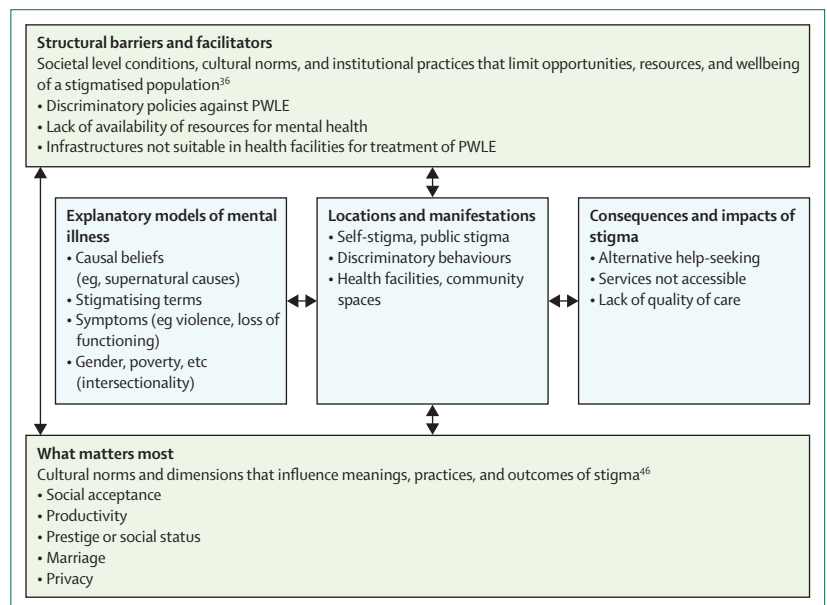 Structural barriers and facilitators
Societal level conditions, cultural norms, and institutional practices that limit opportunities, resources, and wellbeing
of a stigmatised population³⁶
• Discriminatory policies against PWLE
• Lack of availability of resources for mental health
• Infrastructures not suitable in health facilities for treatment of PWLE
Explanatory models of mental
illness
• Causal beliefs
(eg, supernatural causes)
• Stigmatising terms
• Symptoms (eg violence, loss of
functioning)
• Gender, poverty, etc
(intersectionality)
Locations and manifestations
• Self-stigma, public stigma
• Discriminatory behaviours
• Health facilities, community
spaces
Consequences and impacts of
stigma
• Alternative help-seeking
• Services not accessible
• Lack of quality of care
What matters most
Cultural norms and dimensions that influence meanings, practices, and outcomes of stigma⁴⁶
• Social acceptance
• Productivity
• Prestige or social status
• Marriage
• Privacy